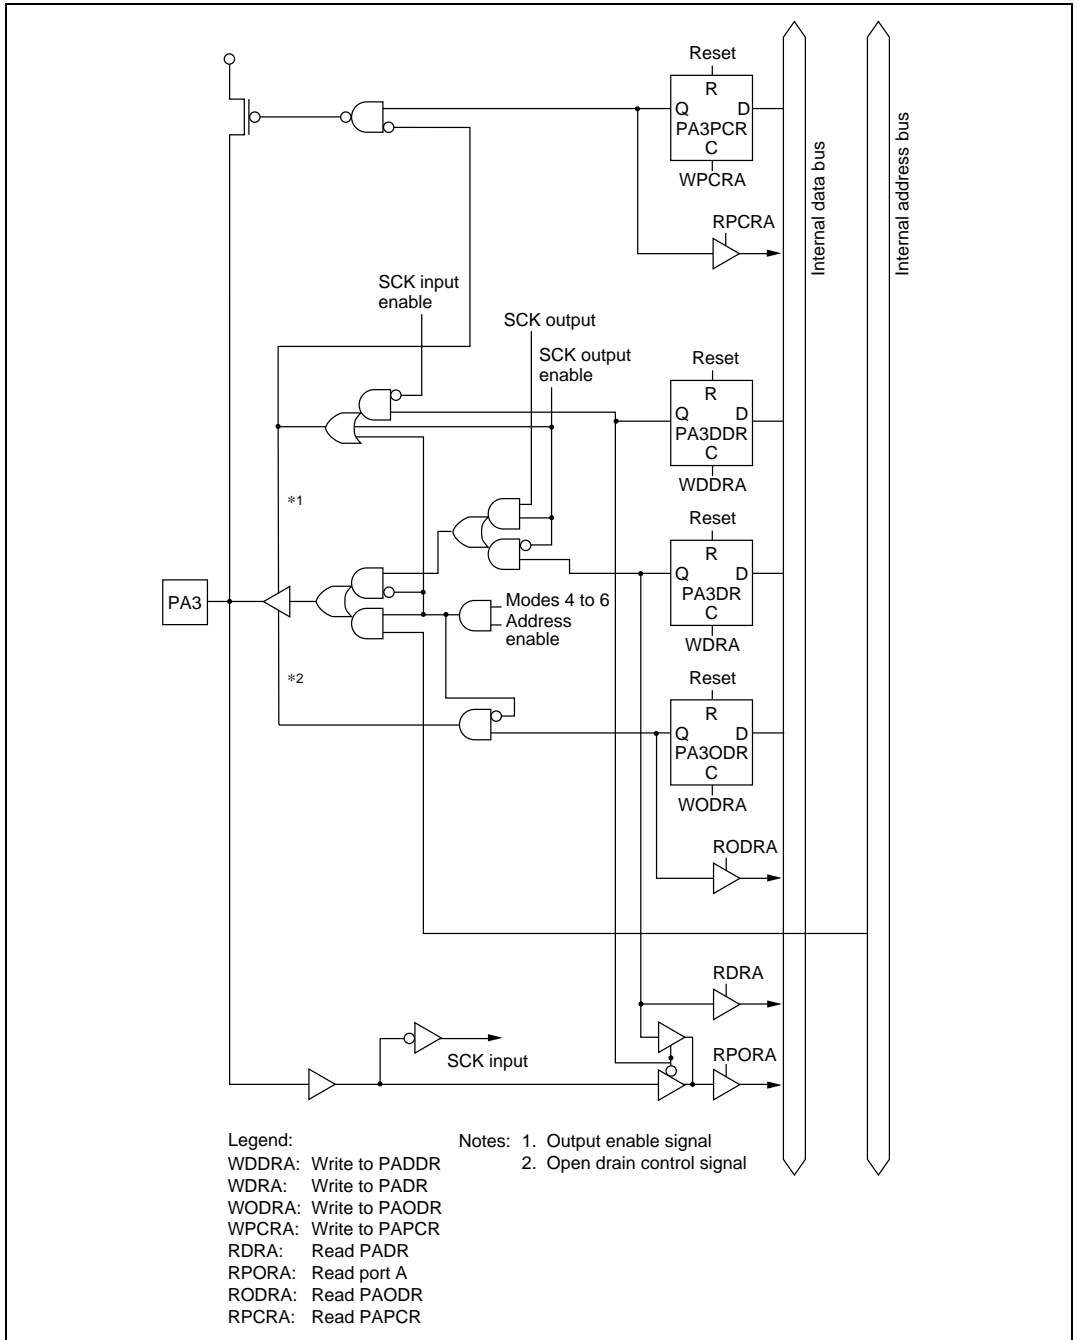 Reset
R
Q D
PA3PCR
C
WPCRA
RPCRA
Internal data bus
Internal address bus
SCK input
enable
SCK output
SCK output
enable
Reset
R
Q D
PA3DDR
C
WDDRA
*1
Reset
R
Q D
PA3DR
C
WDRA
PA3
Modes 4 to 6
Address
enable
*2
Reset
R
Q D
PA3ODR
C
WODRA
RODRA
RDRA
SCK input
RPORA
Legend:
WDDRA: Write to PADDR
WDRA: Write to PADR
WODRA: Write to PAODR
WPCRA: Write to PAPCR
RDRA: Read PADR
RPORA: Read port A
RODRA: Read PAODR
RPCRA: Read PAPCR
Notes: 1. Output enable signal
2. Open drain control signal